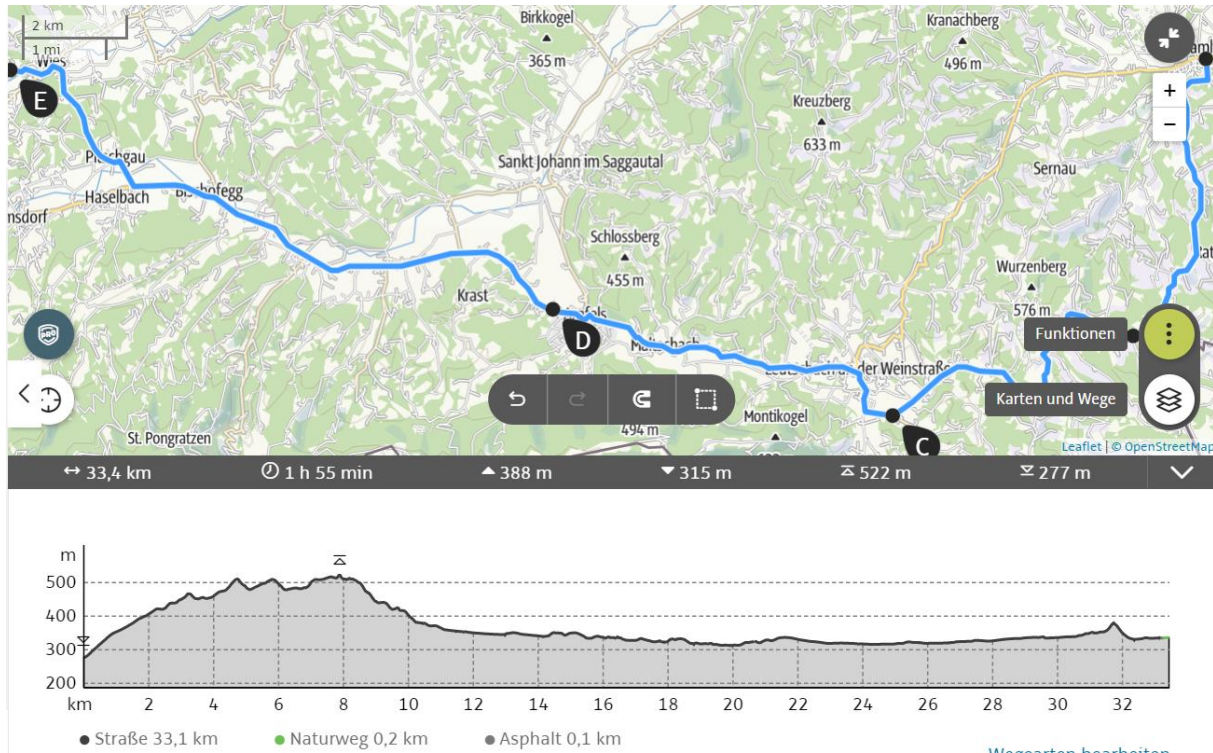 2 km
1 mi
Birkkogel
365 m
Kranachberg
496 m
Wies
E
+
−
Kreuzberg
633 m
Sankt Johann im Saggautal
Sernau
Haselbach
Bischofegg
Schlossberg
455 m
Wurzenberg
576 m
Krast
D
PRO
Funktionen
Maltschach
der Weinstraße
Karten und Wege
St. Pongratzen
494 m
Montikogel
C
Leaflet | © OpenStreetMap
33,4 km 1 h 55 min 388 m 315 m 522 m 277 m
m
500
400
300
200
km 2 4 6 8 10 12 14 16 18 20 22 24 26 28 30 32
Straße 33,1 km Naturweg 0,2 km Asphalt 0,1 km